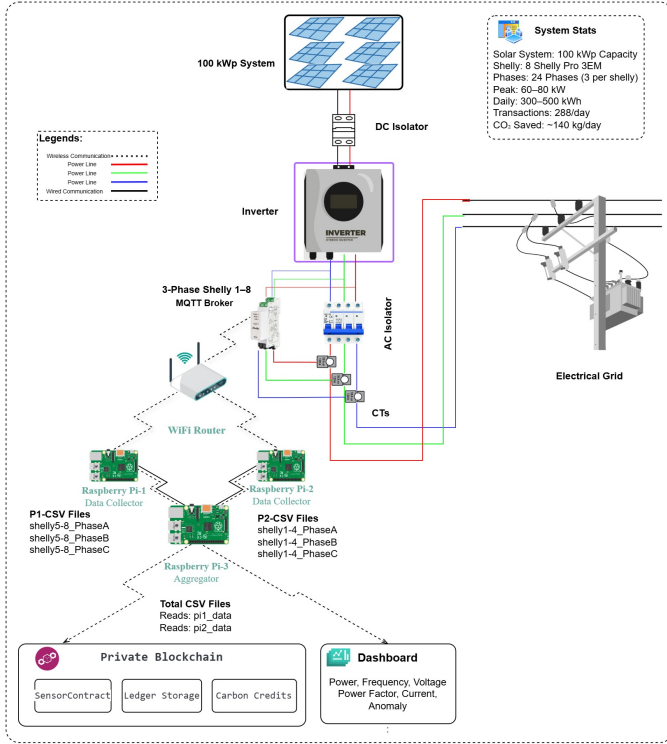 System Stats
Solar System: 100 kWp Capacity
Shelly: 8 Shelly Pro 3EM
Phases: 24 Phases (3 per shelly)
Peak: 60–80 kW
Daily: 300–500 kWh
Transactions: 288/day
CO₂ Saved: ~140 kg/day
100 kWp System
DC Isolator
Legends:
Wireless Communication
Power Line
Power Line
Power Line
Wired Communication
Inverter
INVERTER
3-Phase Shelly 1–8
MQTT Broker
AC Isolator
CTs
Electrical Grid
WiFi Router
Raspberry Pi-1
Data Collector
Raspberry Pi-2
Data Collector
P1-CSV Files
shelly5-8_PhaseA
shelly5-8_PhaseB
shelly5-8_PhaseC
P2-CSV Files
shelly1-4_PhaseA
shelly1-4_PhaseB
shelly1-4_PhaseC
Raspberry Pi-3
Aggregator
Total CSV Files
Reads: pi1_data
Reads: pi2_data
Private Blockchain
SensorContract
Ledger Storage
Carbon Credits
Dashboard
Power, Frequency, Voltage
Power Factor, Current,
Anomaly